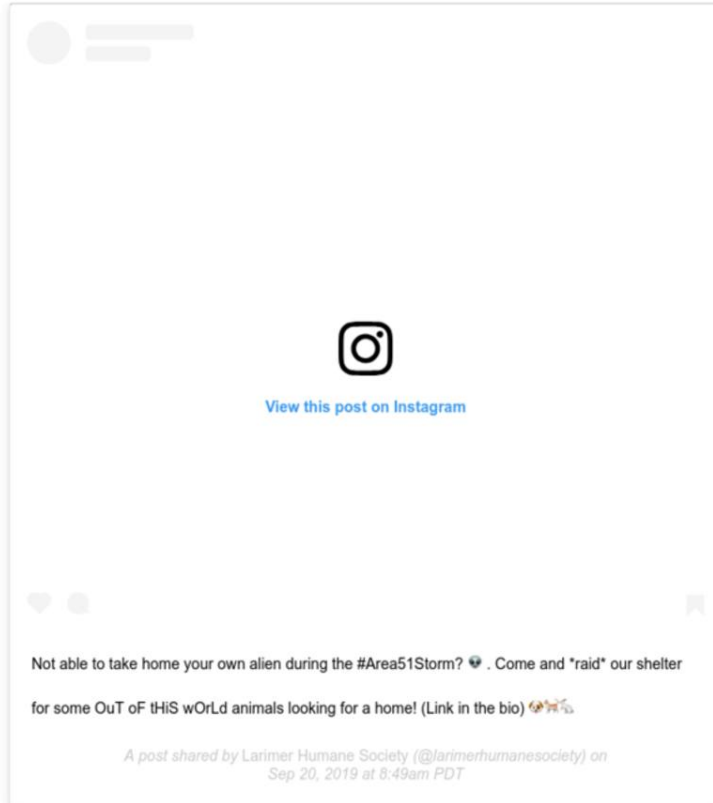 View this post on Instagram
Not able to take home your own alien during the #Area51Storm? 👽 . Come and *raid* our shelter
for some OuT oF tHiS wOrLd animals looking for a home! (Link in the bio) 🐶🐕🐇
A post shared by Larimer Humane Society (@larimerhumanesociety) on
Sep 20, 2019 at 8:49am PDT